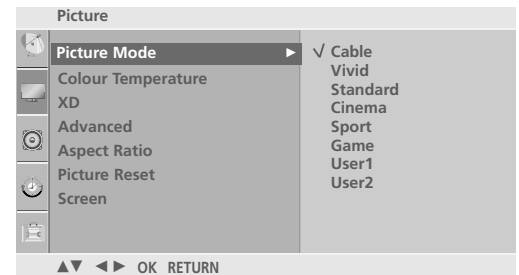 Picture
Picture Mode ►
Colour Temperature
XD
Advanced
Aspect Ratio
Picture Reset
Screen
√ Cable
Vivid
Standard
Cinema
Sport
Game
User1
User2
▲▼ ◄► OK RETURN